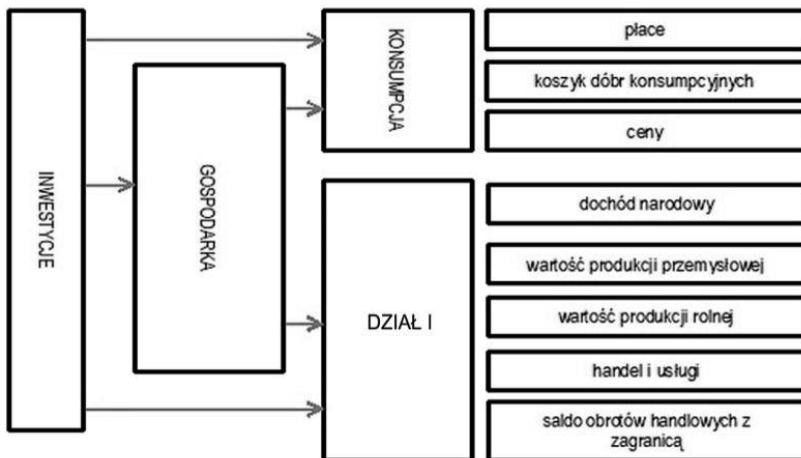 INWESTYCJE
GOSPODARKA
KONSUMPCJA
płace
koszyk dóbr konsumpcyjnych
ceny
DZIAŁ I
dochód narodowy
wartość produkcji przemysłowej
wartość produkcji rolnej
handel i usługi
saldo obrotów handlowych z
zagranicą